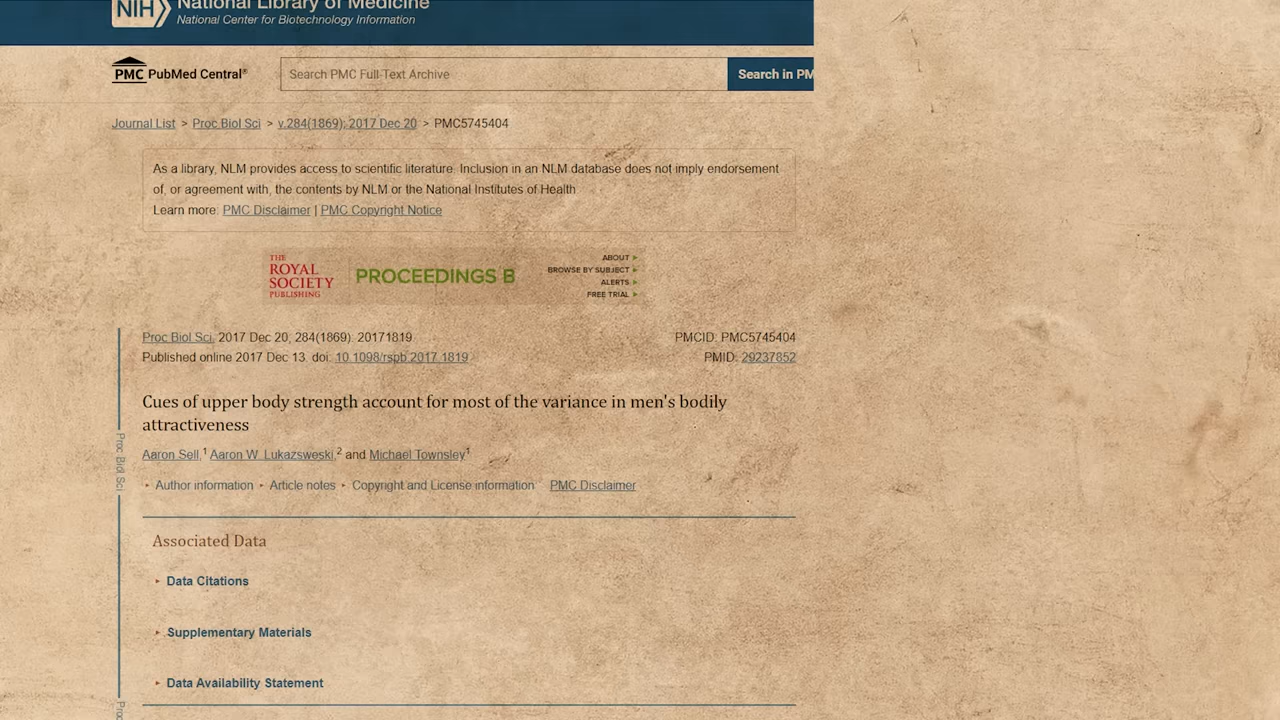 NIH National Library of Medicine
National Center for Biotechnology Information
PMC PubMed Central®
Search PMC Full-Text Archive
Search in PM
Journal List > Proc Biol Sci > v.284(1869); 2017 Dec 20 > PMC5745404
As a library, NLM provides access to scientific literature. Inclusion in an NLM database does not imply endorsement
of, or agreement with, the contents by NLM or the National Institutes of Health
Learn more: PMC Disclaimer | PMC Copyright Notice
THE
ROYAL
SOCIETY
PUBLISHING
PROCEEDINGS B
ABOUT
BROWSE BY SUBJECT
ALERTS
FREE TRIAL
Proc Biol Sci. 2017 Dec 20; 284(1869): 20171819.
PMCID: PMC5745404
Published online 2017 Dec 13. doi: 10.1098/rspb.2017.1819
PMID: 29237852
Cues of upper body strength account for most of the variance in men's bodily
attractiveness
Aaron Sell,1 Aaron W. Lukazsweski,2 and Michael Townsley1
Author information Article notes Copyright and License information PMC Disclaimer
Associated Data
Data Citations
Supplementary Materials
Data Availability Statement
Proc Biol Sci
Proc